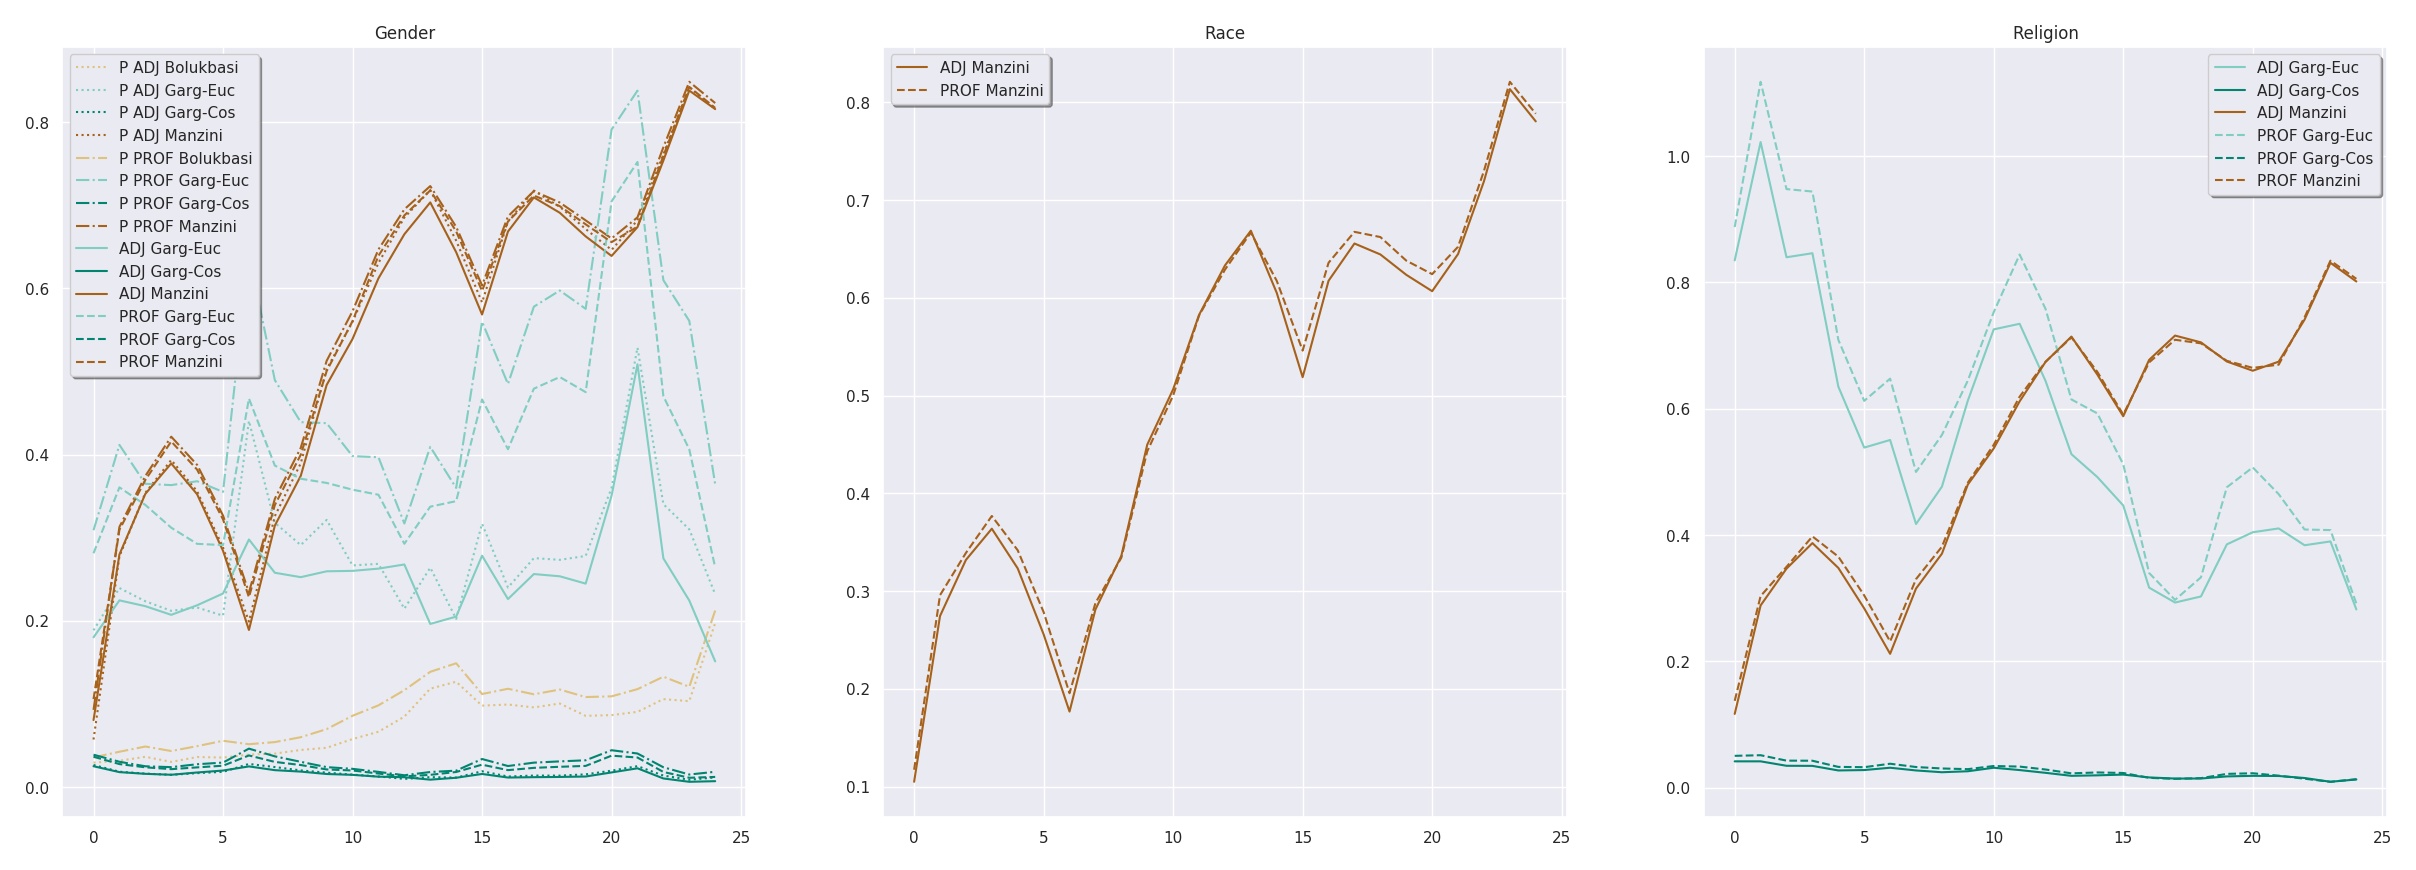 Gender
P ADJ Bolukbasi
P ADJ Garg-Euc
P ADJ Garg-Cos
P ADJ Manzini
P PROF Bolukbasi
P PROF Garg-Euc
P PROF Garg-Cos
P PROF Manzini
ADJ Garg-Euc
ADJ Garg-Cos
ADJ Manzini
PROF Garg-Euc
PROF Garg-Cos
PROF Manzini
0.8
0.6
0.4
0.2
0.0
0 5 10 15 20 25
Race
ADJ Manzini
PROF Manzini
0.8
0.7
0.6
0.5
0.4
0.3
0.2
0.1
0 5 10 15 20 25
Religion
ADJ Garg-Euc
ADJ Garg-Cos
ADJ Manzini
PROF Garg-Euc
PROF Garg-Cos
PROF Manzini
1.0
0.8
0.6
0.4
0.2
0.0
0 5 10 15 20 25